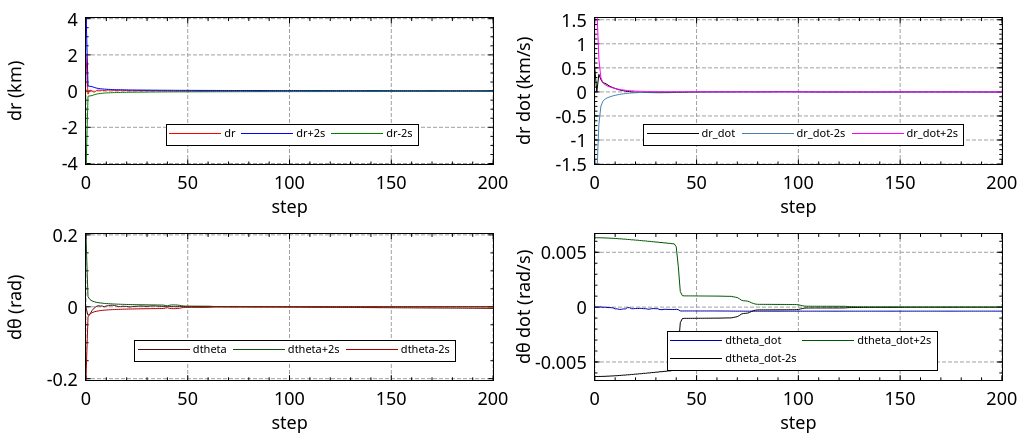 4
2
0
-2
-4
dr (km)
dr dr+2s dr-2s
0 50 100 150 200
step
1.5
1
0.5
0
-0.5
-1
-1.5
dr dot (km/s)
dr_dot dr_dot-2s dr_dot+2s
0 50 100 150 200
step
0.2
0
-0.2
dθ (rad)
dtheta dtheta+2s dtheta-2s
0 50 100 150 200
step
0.005
0
-0.005
dθ dot (rad/s)
dtheta_dot dtheta_dot+2s
dtheta_dot-2s
0 50 100 150 200
step